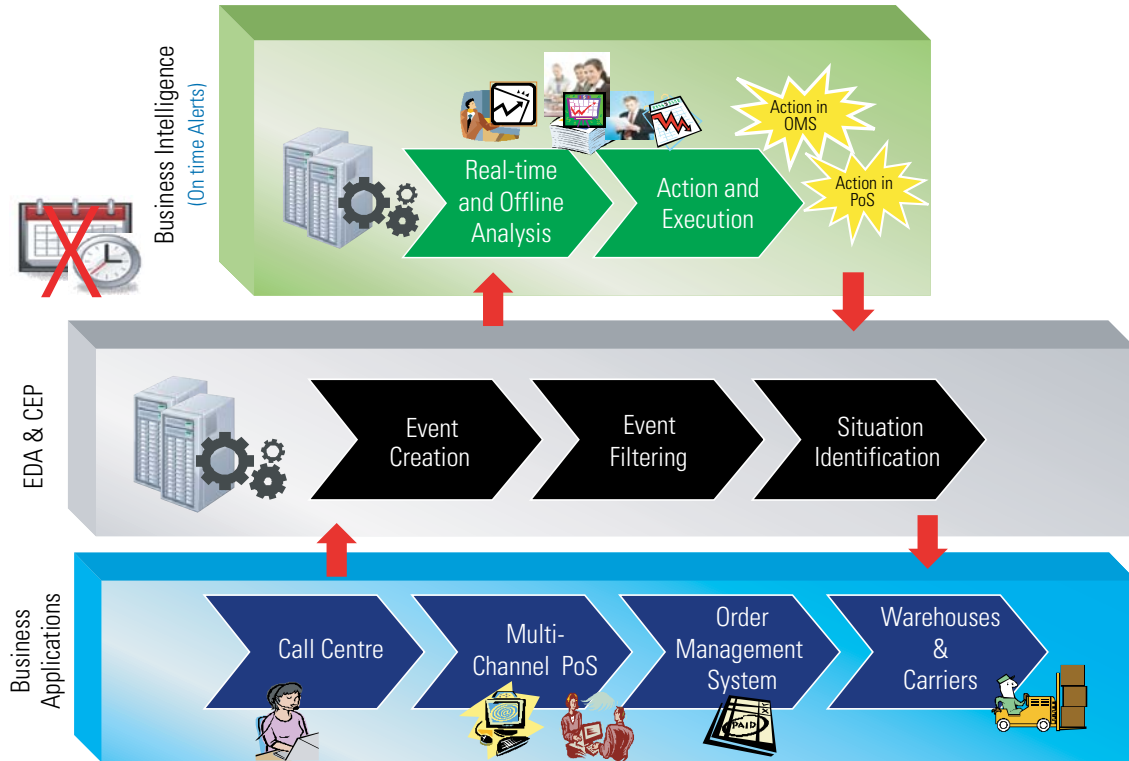 Business Intelligence
(On time Alerts)
Real-time
and Offline
Analysis
Action and
Execution
Action in
OMS
Action in
PoS
X
EDA & CEP
Event
Creation
Event
Filtering
Situation
Identification
Business
Applications
Call Centre
Multi-
Channel PoS
Order
Management
System
PAID
Warehouses
&
Carriers